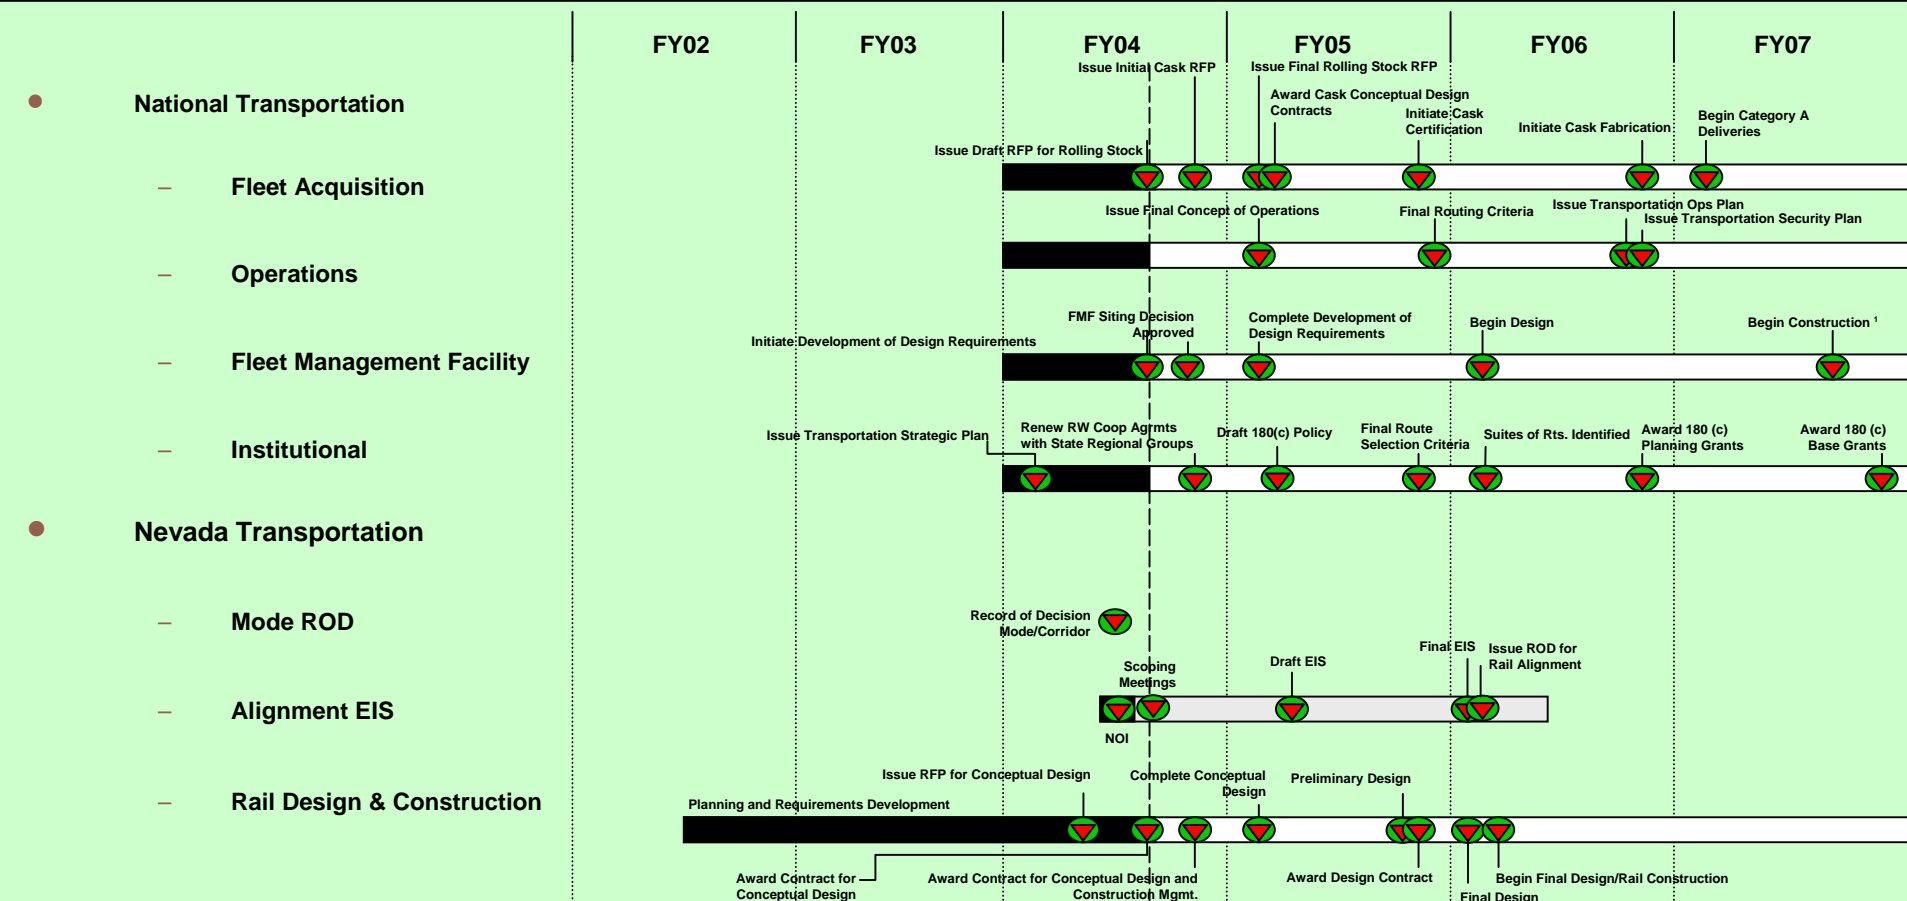 FY02 FY03 FY04 FY05 FY06 FY07
Issue Initial Cask RFP
Issue Final Rolling Stock RFP
• National Transportation
Award Cask Conceptual Design
Contracts
Initiate Cask
Certification
Initiate Cask Fabrication
Begin Category A
Deliveries
Issue Draft RFP for Rolling Stock
– Fleet Acquisition
Issue Final Concept of Operations
Final Routing Criteria
Issue Transportation Ops Plan
Issue Transportation Security Plan
– Operations
Initiate Development of Design Requirements
FMF Siting Decision
Approved
Complete Development of
Design Requirements
Begin Design
Begin Construction ¹
– Fleet Management Facility
Issue Transportation Strategic Plan
Renew RW Coop Agrmts
with State Regional Groups
Draft 180(c) Policy
Final Route
Selection Criteria
Suites of Rts. Identified
Award 180 (c)
Planning Grants
Award 180 (c)
Base Grants
– Institutional
• Nevada Transportation
– Mode ROD
Record of Decision
Mode/Corridor
Scoping
Meetings
Draft EIS
Final EIS
Issue ROD for
Rail Alignment
– Alignment EIS
NOI
Issue RFP for Conceptual Design
Complete Conceptual
Design
Preliminary Design
– Rail Design & Construction
Planning and Requirements Development
Award Contract for
Conceptual Design
Award Contract for Conceptual Design and
Construction Mgmt.
Award Design Contract
Begin Final Design/Rail Construction
Final Design